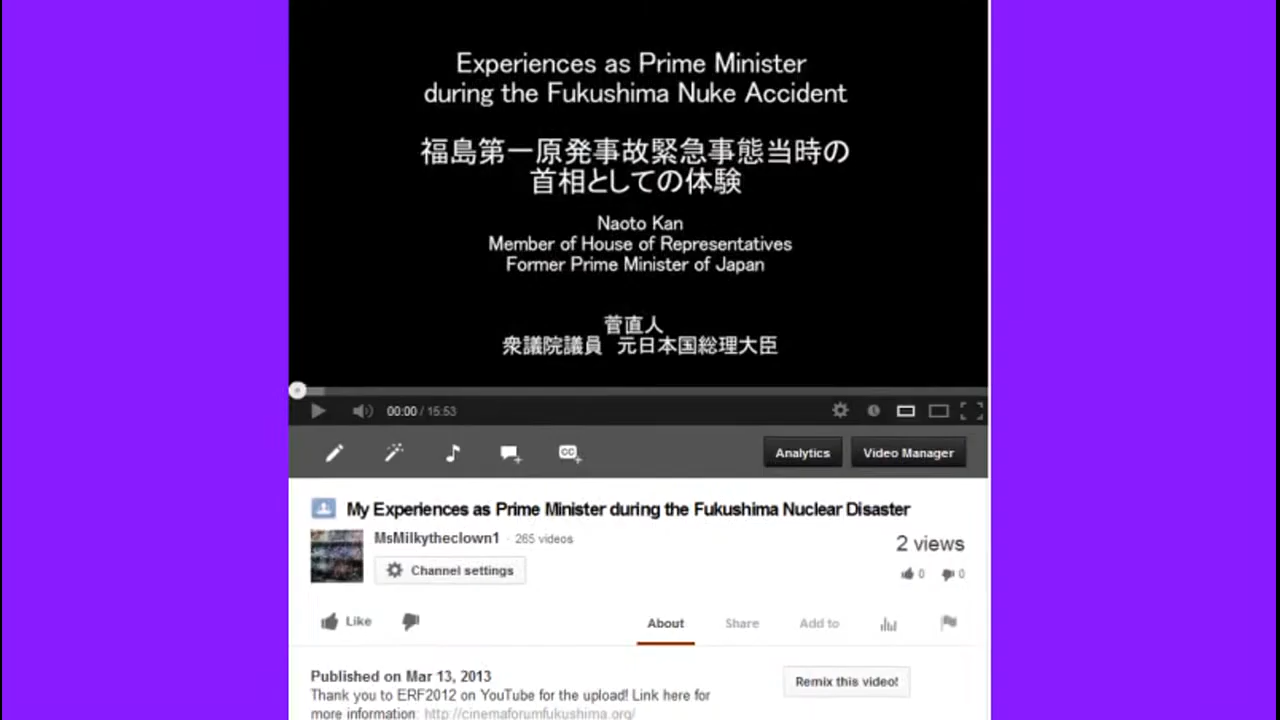 Experiences as Prime Minister
during the Fukushima Nuke Accident
福島第一原発事故緊急事態当時の
首相としての体験
Naoto Kan
Member of House of Representatives
Former Prime Minister of Japan
菅直人
衆議院議員　元日本国総理大臣
00:00 / 15:53
CC
Analytics
Video Manager
My Experiences as Prime Minister during the Fukushima Nuclear Disaster
MsMilkytheclown1 · 265 videos
2 views
Channel settings
0 0
Like
About
Share
Add to
Published on Mar 13, 2013
Remix this video!
Thank you to ERF2012 on YouTube for the upload! Link here for
more information: http://cinemaforumfukushima.org/